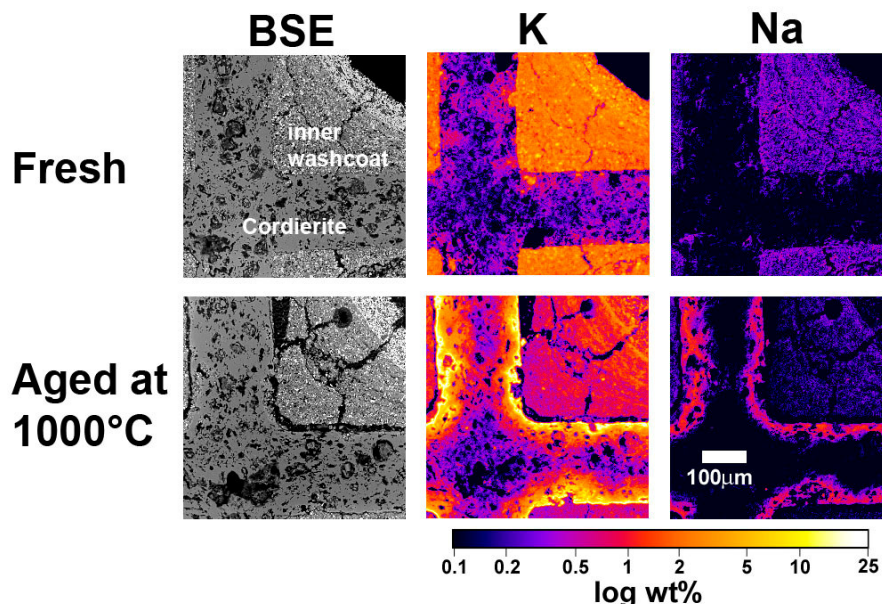 BSE K Na
Fresh
inner
washcoat
Cordierite
Aged at
1000°C
100μm
0.1 0.2 0.5 1 2 5 10 25
log wt%